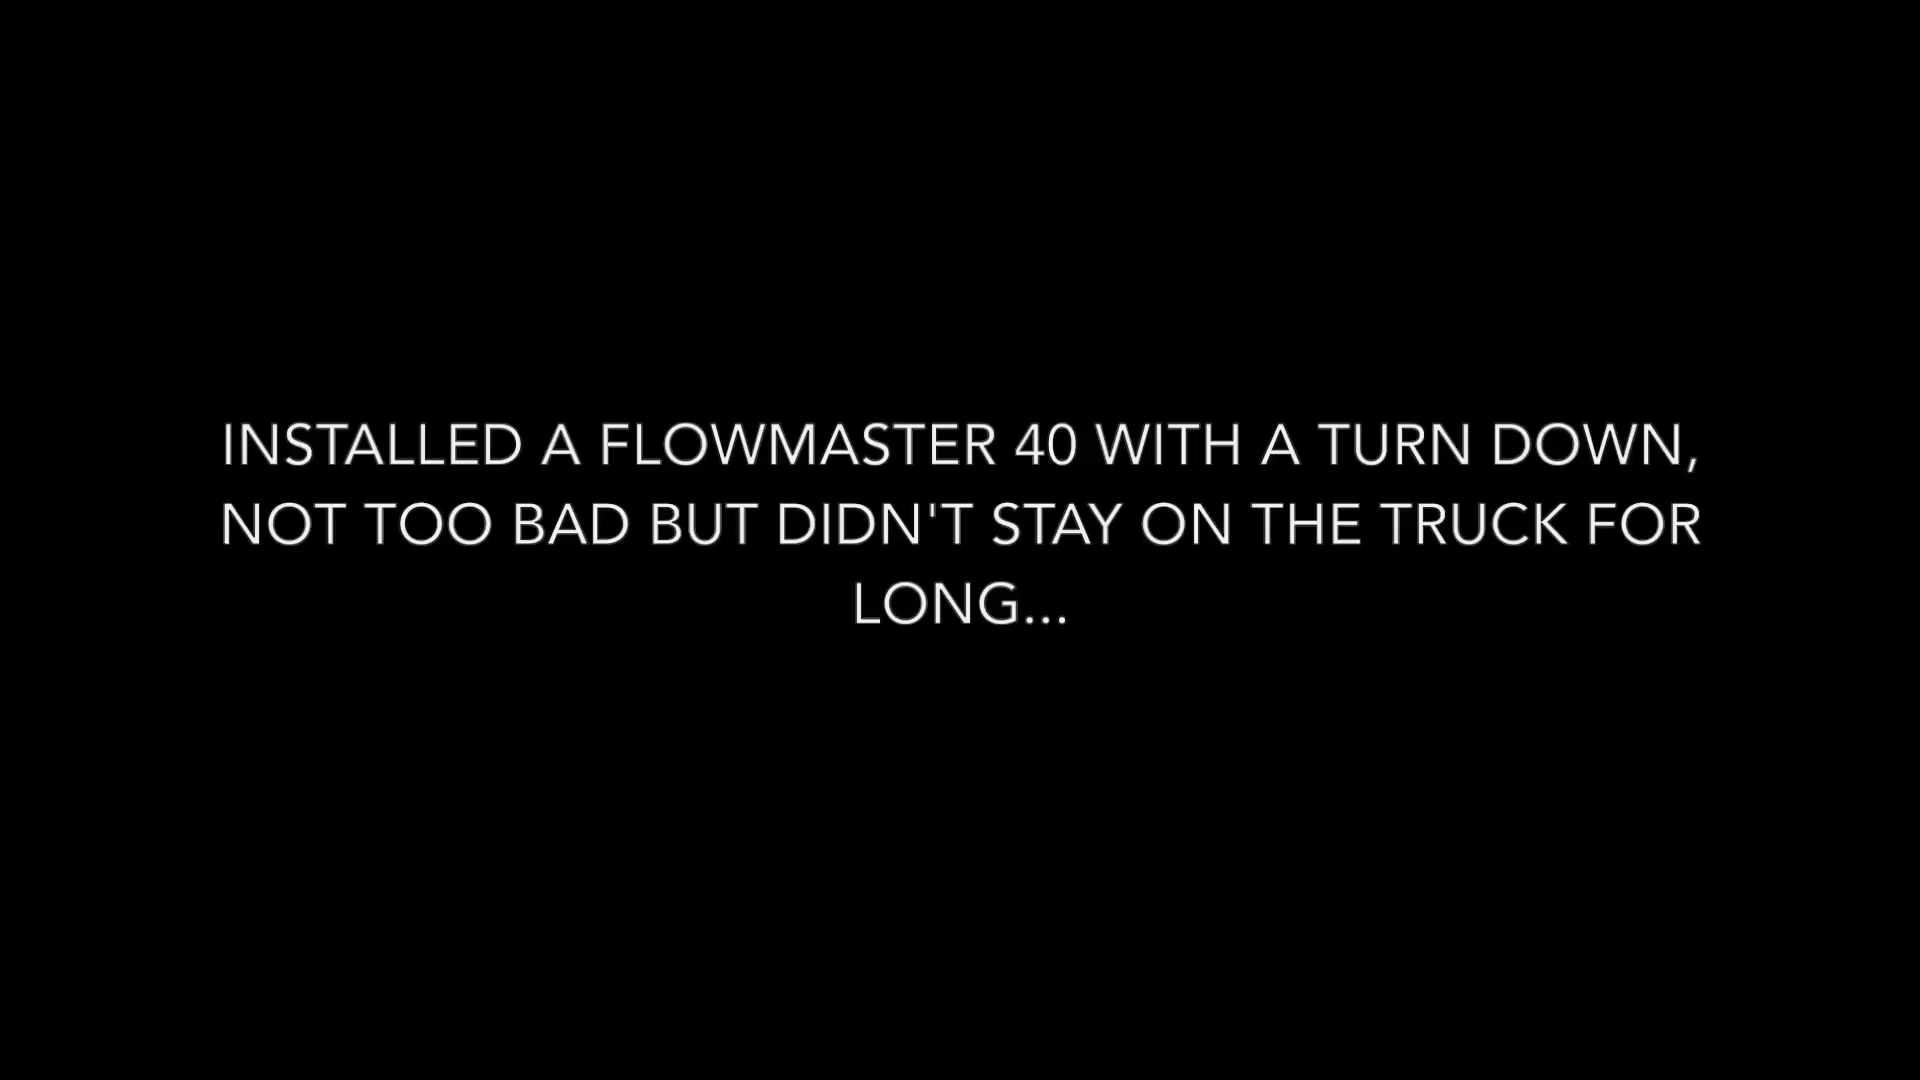 INSTALLED A FLOWMASTER 40 WITH A TURN DOWN,
NOT TOO BAD BUT DIDN'T STAY ON THE TRUCK FOR
LONG...